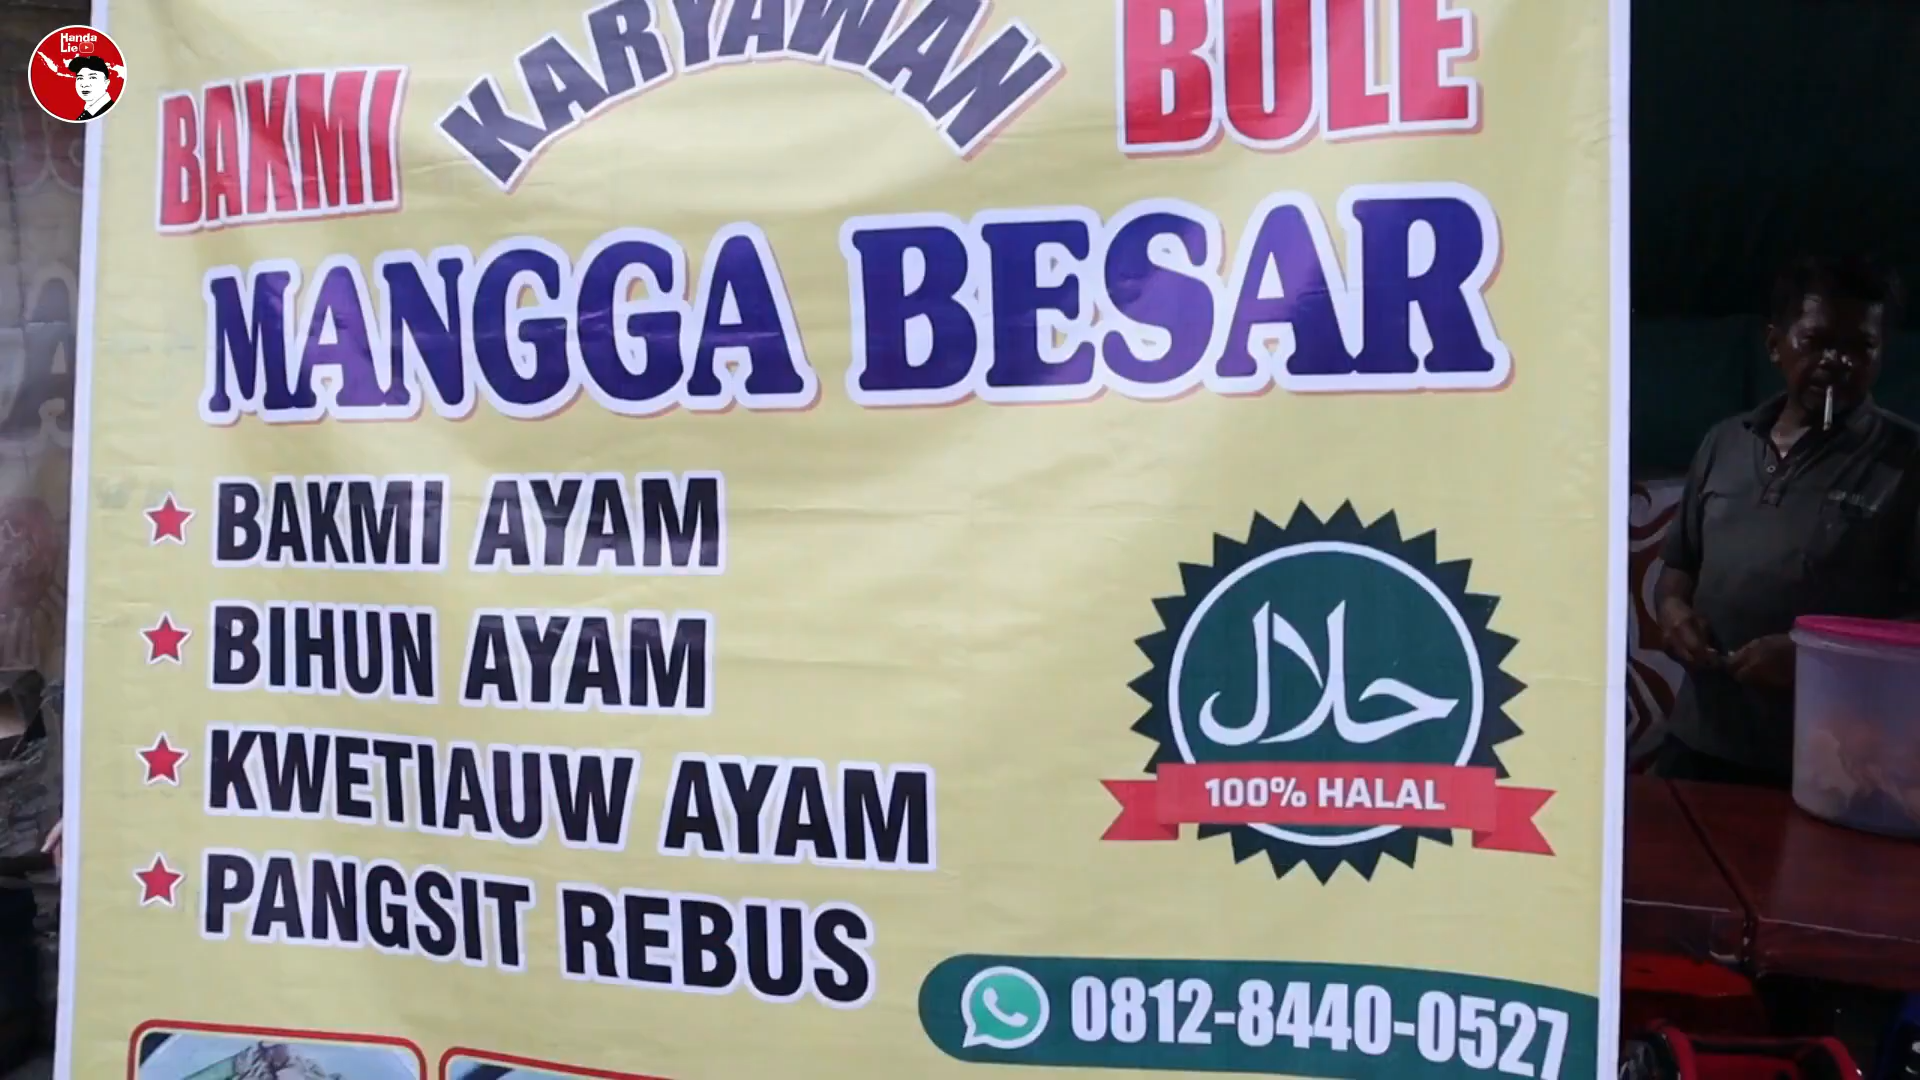 Handa
Lie
BAKMI KARYAWAN BULE
MANGGA BESAR
BAKMI AYAM
BIHUN AYAM
KWETIAUW AYAM
PANGSIT REBUS
حلال
100% HALAL
0812-8440-0527